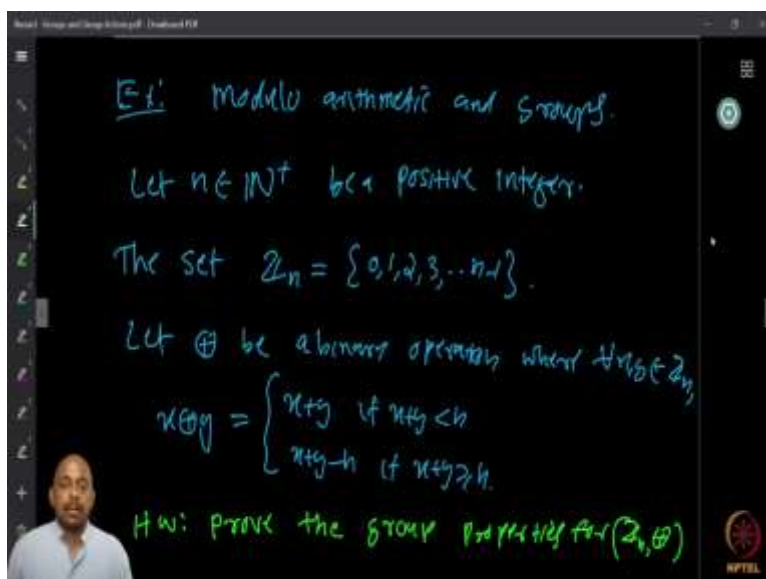 Ex: Modulo arithmetic and Groups.
Let n ∈ ℕ⁺ be a positive integer.
The set ℤₙ = {0,1,2,3,..n-1}.
Let ⊕ be a binary operation where ∀x,y ∈ ℤₙ,
x⊕y = { x+y if x+y<n
x+y-n if x+y≥n.
HW: Prove the group properties for (ℤₙ,⊕)
NPTEL